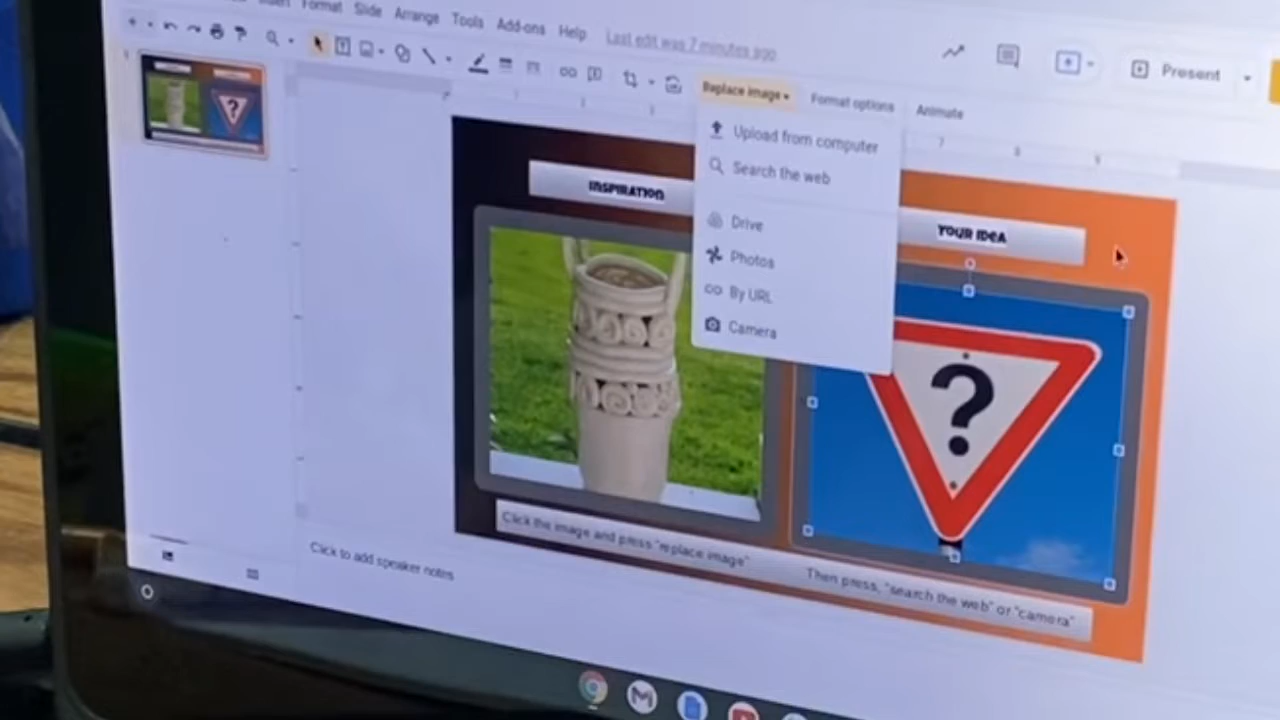 Format Slide Arrange Tools Add-ons Help Last edit was 7 minutes ago
Present
Replace image Format options Animate
Upload from computer
Search the web
Drive
Photos
By URL
Camera
INSPIRATION
YOUR IDEA
?
Click the image and press "replace image"
Then press, "search the web" or "camera"
Click to add speaker notes